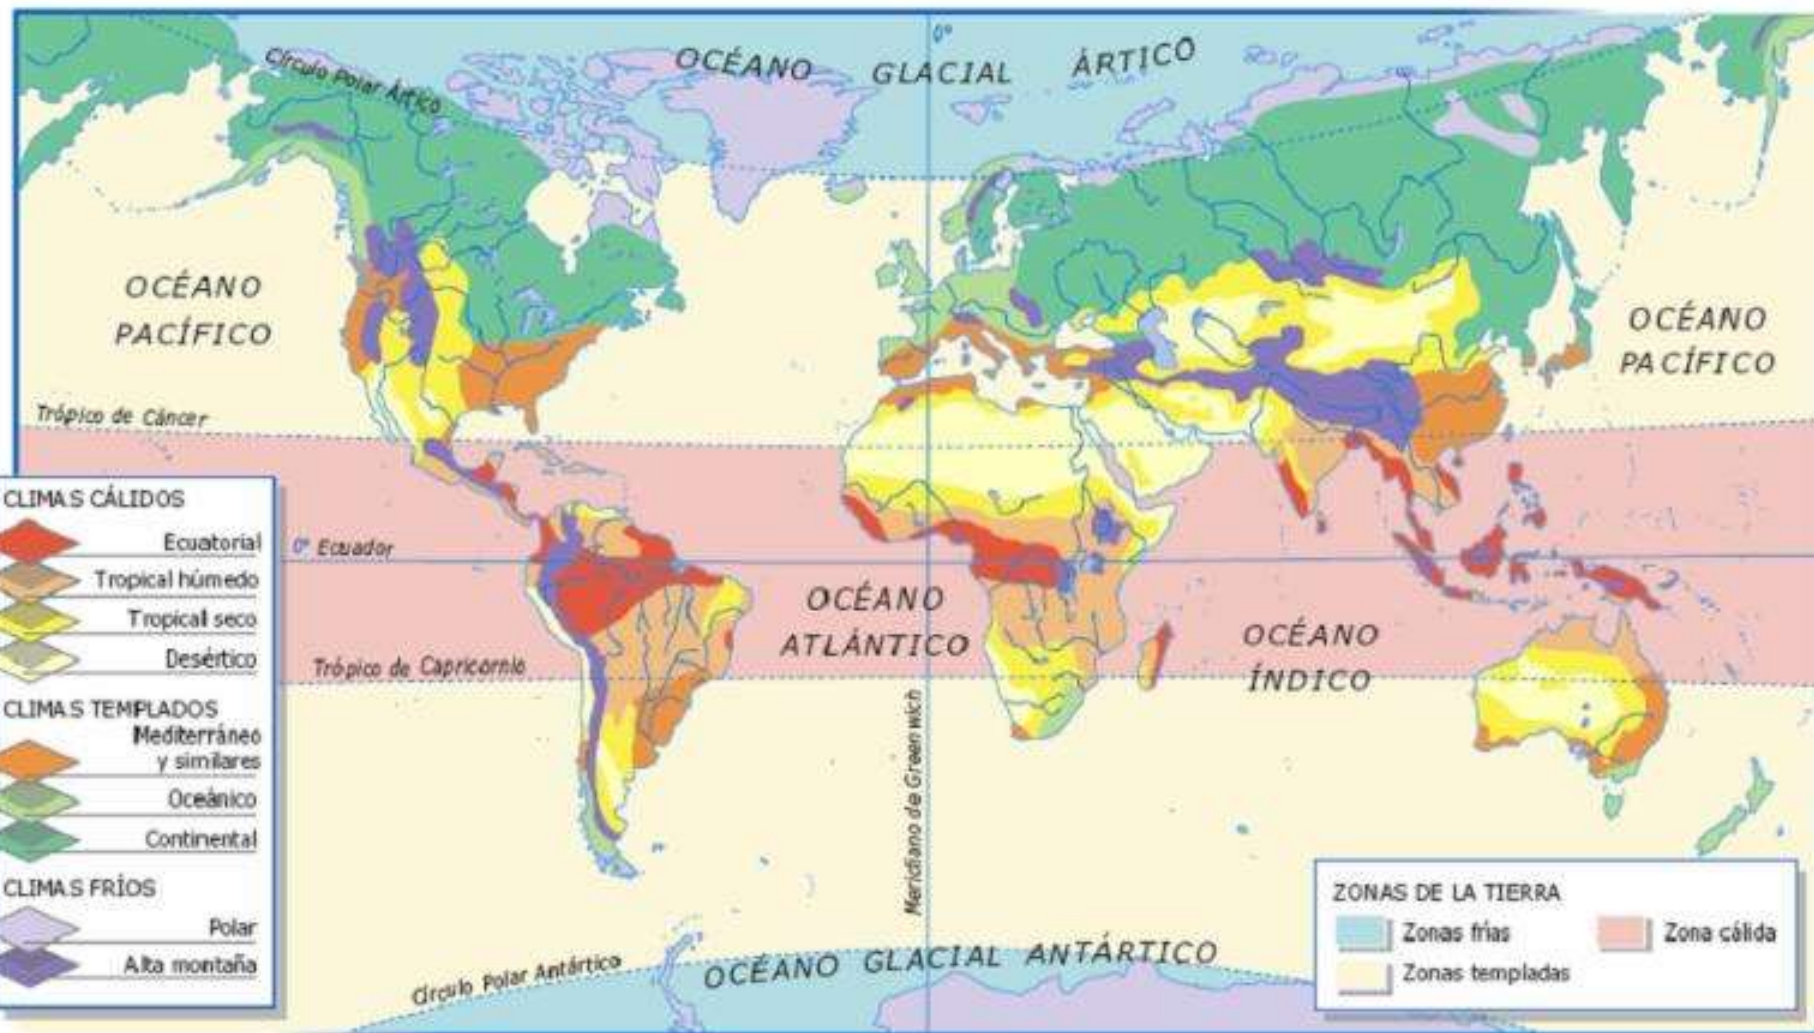 OCÉANO GLACIAL ÁRTICO
0°
Círculo Polar Ártico
OCÉANO
PACÍFICO
OCÉANO
PACÍFICO
Trópico de Cáncer
0° Ecuador
OCÉANO
ATLÁNTICO
OCÉANO
ÍNDICO
Trópico de Capricornio
Meridiano de Greenwich
Círculo Polar Antártico
OCÉANO GLACIAL ANTÁRTICO
CLIMAS CÁLIDOS
Ecuatorial
Tropical húmedo
Tropical seco
Desértico
CLIMAS TEMPLADOS
Mediterráneo
y similares
Oceánico
Continental
CLIMAS FRÍOS
Polar
Alta montaña
ZONAS DE LA TIERRA
Zonas frías
Zona cálida
Zonas templadas